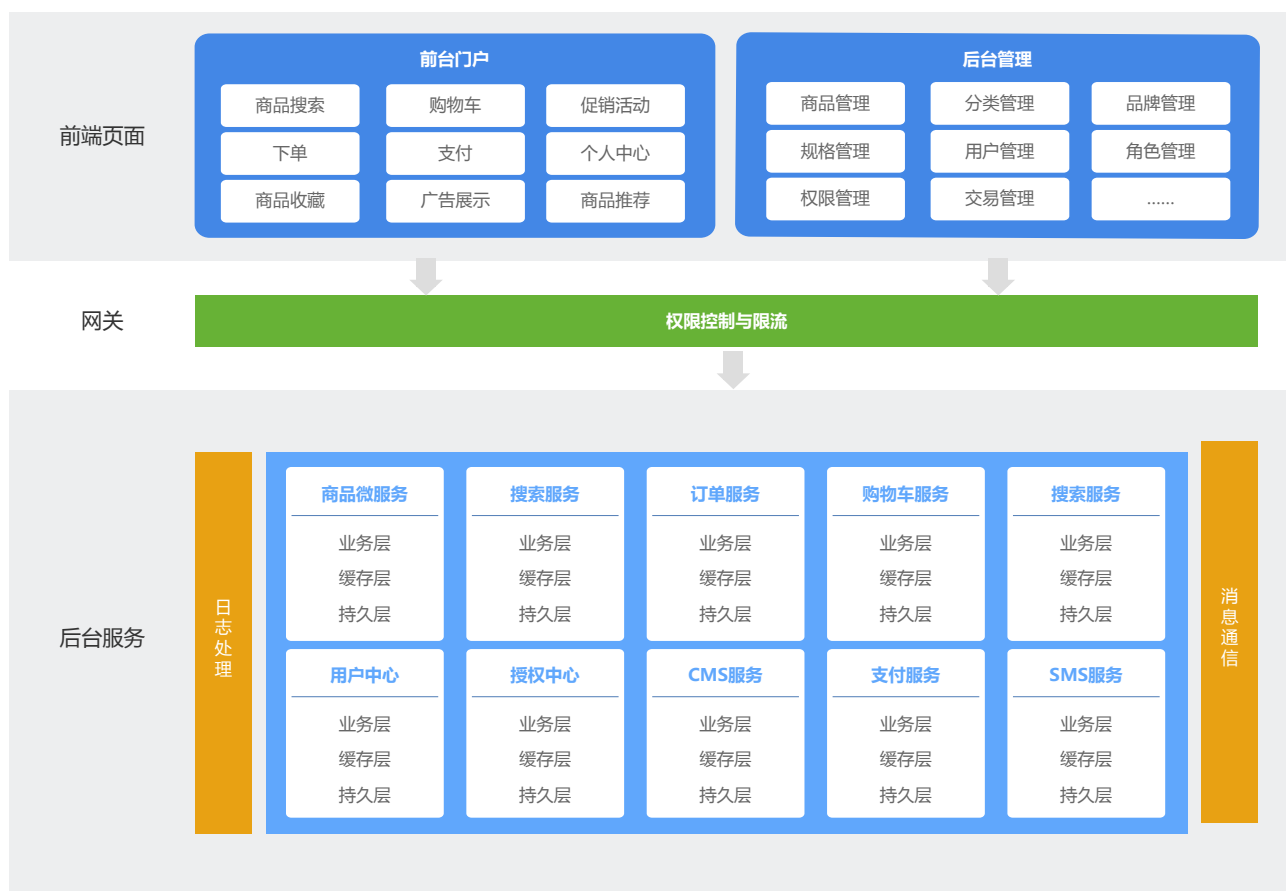 前端页面
前台门户
商品搜索 购物车 促销活动
下单 支付 个人中心
商品收藏 广告展示 商品推荐
后台管理
商品管理 分类管理 品牌管理
规格管理 用户管理 角色管理
权限管理 交易管理 ......
网关
权限控制与限流
后台服务
日志处理
商品微服务 搜索服务 订单服务 购物车服务 搜索服务
业务层 业务层 业务层 业务层 业务层
缓存层 缓存层 缓存层 缓存层 缓存层
持久层 持久层 持久层 持久层 持久层
用户中心 授权中心 CMS服务 支付服务 SMS服务
业务层 业务层 业务层 业务层 业务层
缓存层 缓存层 缓存层 缓存层 缓存层
持久层 持久层 持久层 持久层 持久层
消息通信